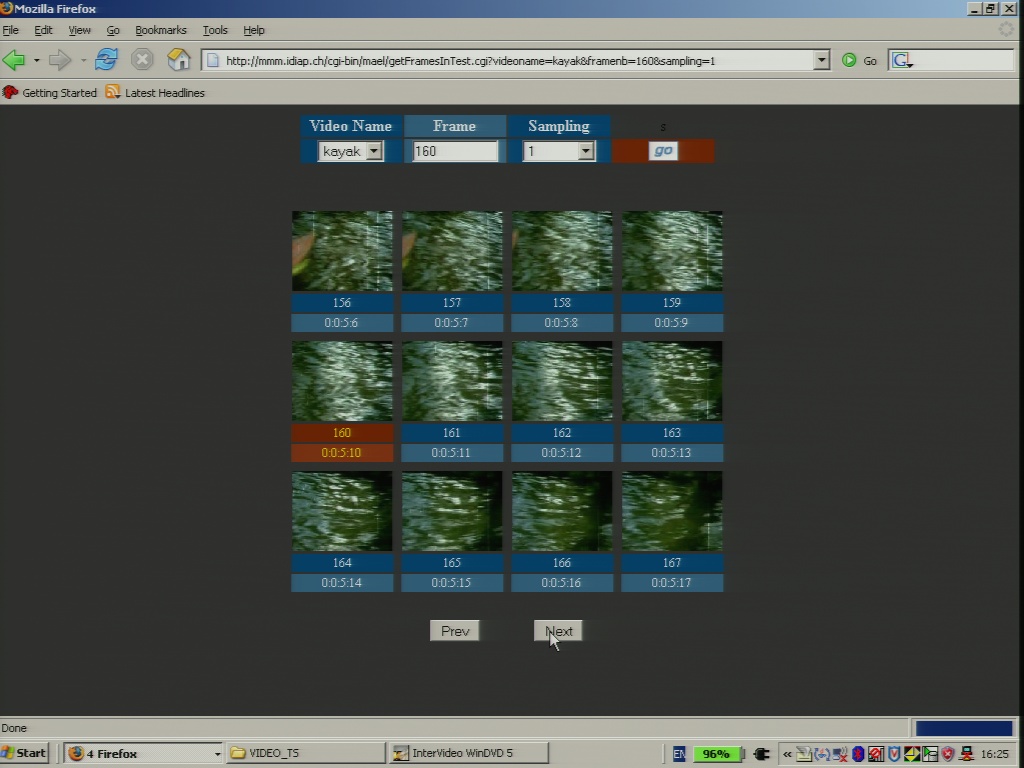 Mozilla Firefox
File Edit View Go Bookmarks Tools Help
http://mmm.idiap.ch/cgi-bin/mael/getFramesInTest.cgi?videoname=kayak&framenb=160&sampling=1 Go G
Getting Started Latest Headlines
Video Name Frame Sampling s
kayak 160 1 go
156 157 158 159
0:0:5:6 0:0:5:7 0:0:5:8 0:0:5:9
160 161 162 163
0:0:5:10 0:0:5:11 0:0:5:12 0:0:5:13
164 165 166 167
0:0:5:14 0:0:5:15 0:0:5:16 0:0:5:17
Prev Next
Done
Start 4 Firefox VIDEO_TS InterVideo WinDVD 5 EN 96% « 16:25